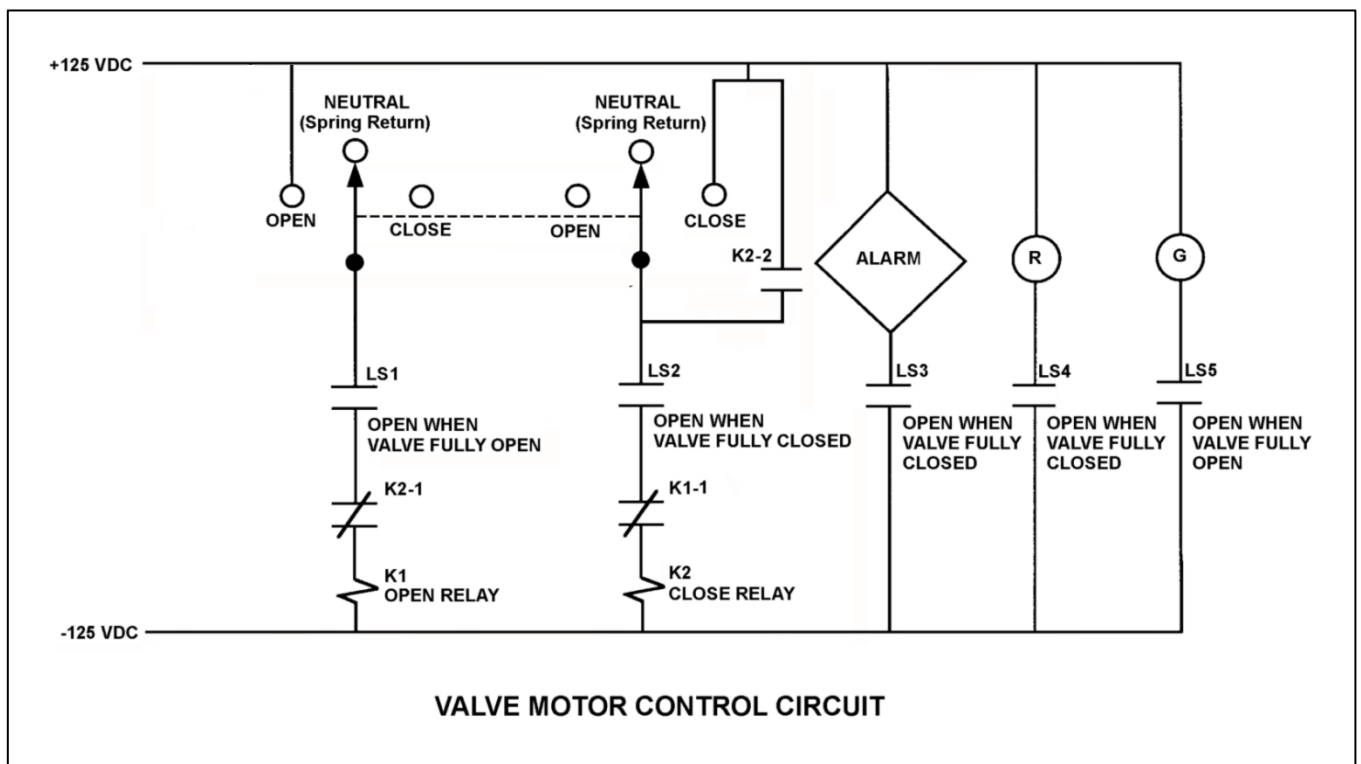 +125 VDC
NEUTRAL
(Spring Return)
NEUTRAL
(Spring Return)
OPEN
CLOSE
OPEN
CLOSE
K2-2
ALARM
R
G
LS1
OPEN WHEN
VALVE FULLY OPEN
LS2
OPEN WHEN
VALVE FULLY CLOSED
LS3
OPEN WHEN
VALVE FULLY
CLOSED
LS4
OPEN WHEN
VALVE FULLY
CLOSED
LS5
OPEN WHEN
VALVE FULLY
OPEN
K2-1
K1-1
K1
OPEN RELAY
K2
CLOSE RELAY
-125 VDC
VALVE MOTOR CONTROL CIRCUIT